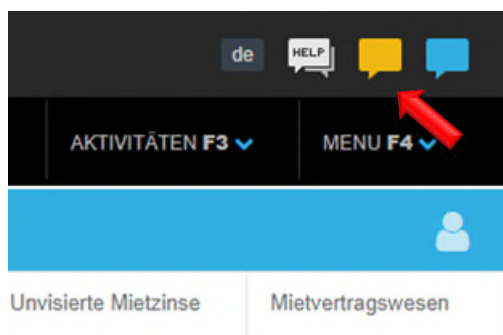 de HELP
AKTIVITÄTEN F3 MENU F4
Unvisierte Mietzinse Mietvertragswesen